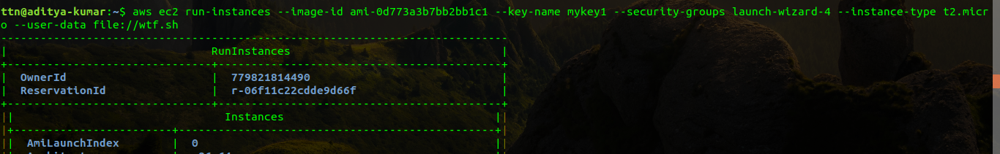 ttn@aditya-kumar:~$ aws ec2 run-instances --image-id ami-0d773a3b7bb2bb1c1 --key-name mykey1 --security-groups launch-wizard-4 --instance-type t2.micr
o --user-data file://wtf.sh
-----------------------------------------------------------------------------
|                               RunInstances                                |
+-------------------------------+-------------------------------------------+
|  OwnerId                      |  779821814490                             |
|  ReservationId                |  r-06f11c22cdde9d66f                      |
+-------------------------------+-------------------------------------------+
||                                Instances                                ||
|+-------------------------+-----------------------------------------------+|
||  AmiLaunchIndex         |  0                                            ||